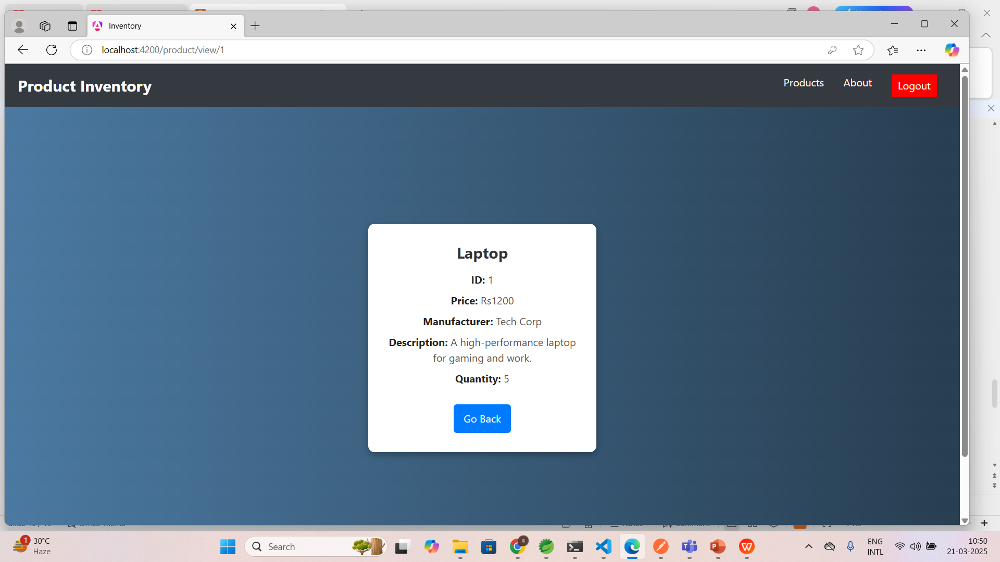 Inventory
localhost:4200/product/view/1
Product Inventory
Products
About
Logout
Laptop
ID: 1
Price: Rs1200
Manufacturer: Tech Corp
Description: A high-performance laptop
for gaming and work.
Quantity: 5
Go Back
1
30°C
Haze
Search
ENG
INTL
10:50
21-03-2025